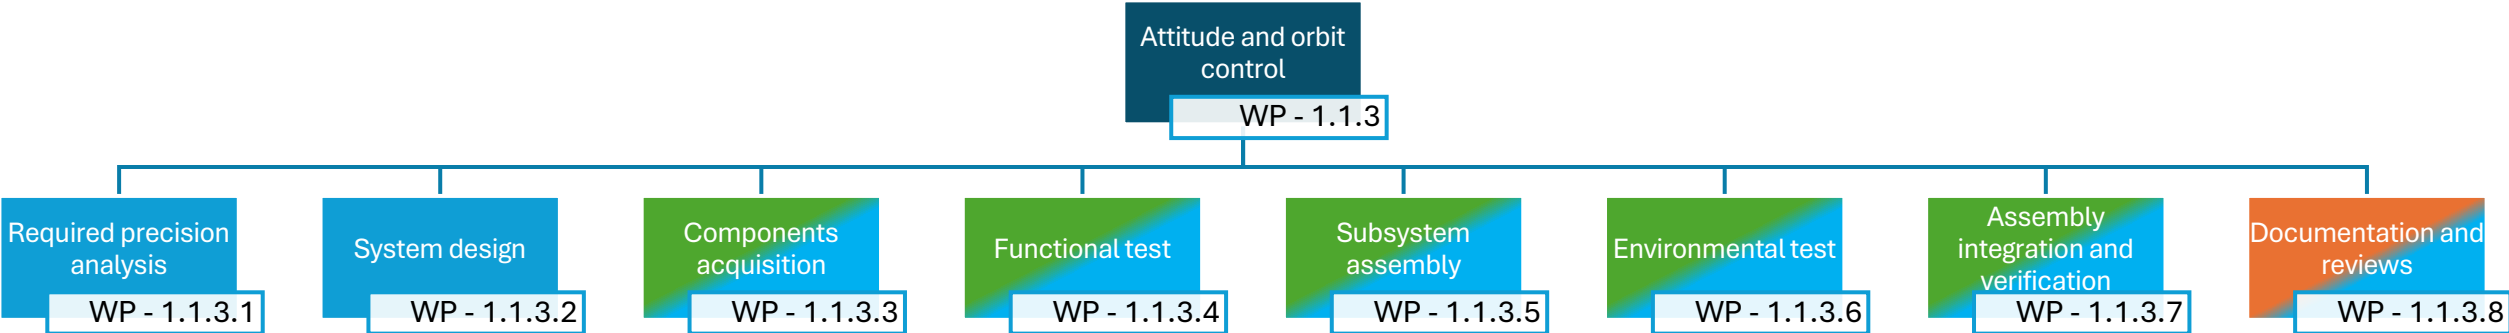 Attitude and orbit
control
WP - 1.1.3
Required precision
analysis
WP - 1.1.3.1
System design
WP - 1.1.3.2
Components
acquisition
WP - 1.1.3.3
Functional test
WP - 1.1.3.4
Subsystem
assembly
WP - 1.1.3.5
Environmental test
WP - 1.1.3.6
Assembly
integration and
verification
WP - 1.1.3.7
Documentation and
reviews
WP - 1.1.3.8